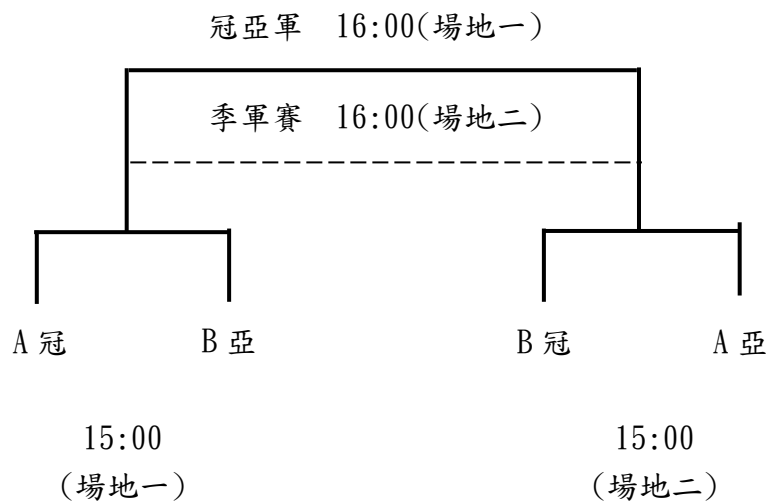 冠亞軍 16:00(場地一)
季軍賽 16:00(場地二)
A冠 B亞 B冠 A亞
15:00 15:00
(場地一) (場地二)